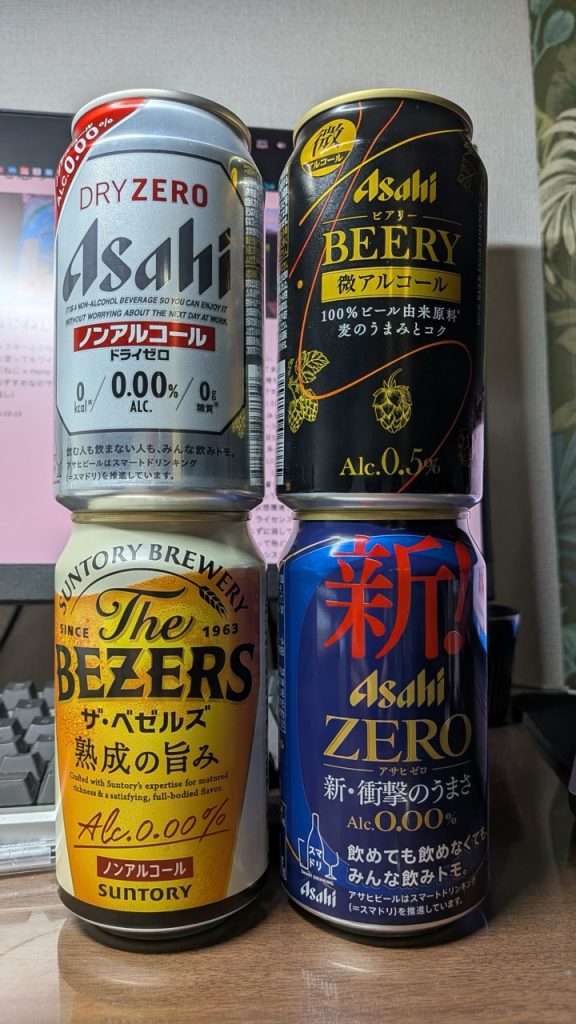 Alc 0.00%
DRY ZERO
Asahi
IT IS A NON-ALCOHOL BEVERAGE SO YOU CAN ENJOY IT
WITHOUT WORRYING ABOUT THE NEXT DAY AT WORK.
ノンアルコール
ドライゼロ
0kcal※/0.00% ALC./0g糖質※
飲む人も飲まない人も、みんな飲みトモ。
アサヒビールはスマートドリンキング
(=スマドリ)を推進しています。
微
アルコール
Asahi
ビアリー
BEERY
微アルコール
100%ビール由来原料※
麦のうまみとコク
Alc.0.5%
SUNTORY BREWERY
SINCE 1963
The
BEZERS
ザ・ベゼルズ
熟成の旨み
Crafted with Suntory's expertise for matured
richness & a satisfying, full-bodied flavor.
Alc.0.00%
ノンアルコール
SUNTORY
新!
Asahi
ZERO
アサヒゼロ
新・衝撃のうまさ
Alc.0.00%
スマドリ
SMART DRINKING
Asahi
飲めても飲めなくても
みんな飲みトモ。
アサヒビールはスマートドリンキング
(=スマドリ)を推進しています。